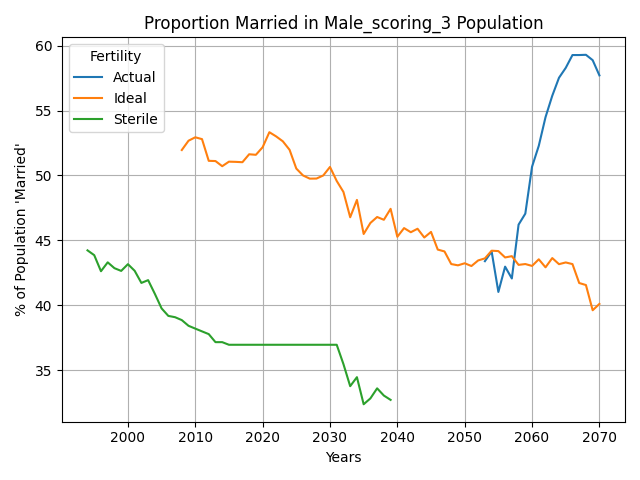 Proportion Married in Male_scoring_3 Population
Fertility
Actual
Ideal
Sterile
% of Population 'Married'
60
55
50
45
40
35
2000
2010
2020
2030
2040
2050
2060
2070
Years